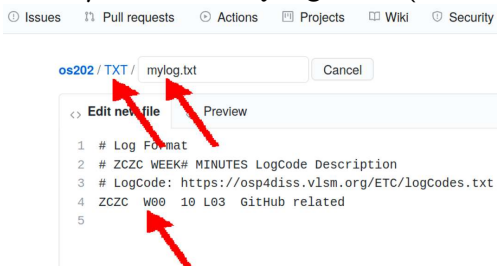 Issues Pull requests Actions Projects Wiki Security
os202 / TXT / mylog.txt Cancel
<> Edit new file Preview
1 # Log Format
2 # ZCZC WEEK# MINUTES LogCode Description
3 # LogCode: https://osp4diss.vlsm.org/ETC/logCodes.txt
4 ZCZC W00 10 L03 GitHub related
5